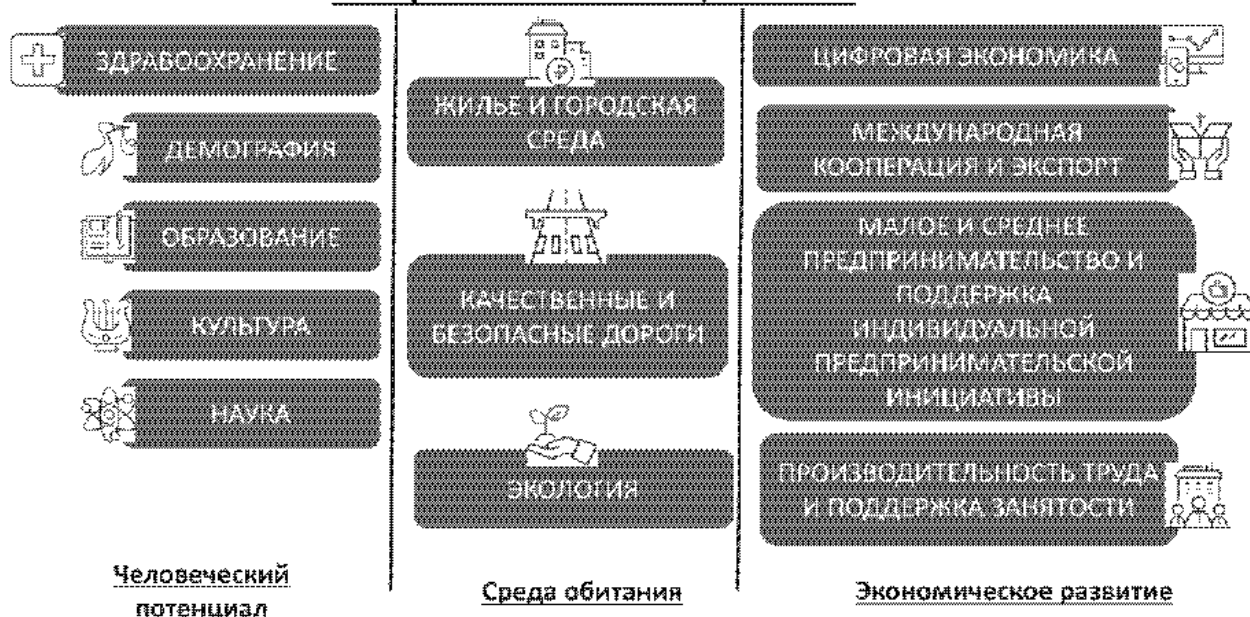 ЗДРАВООХРАНЕНИЕ
ДЕМОГРАФИЯ
ОБРАЗОВАНИЕ
КУЛЬТУРА
НАУКА
Человеческий
потенциал
ЖИЛЬЕ И ГОРОДСКАЯ
СРЕДА
КАЧЕСТВЕННЫЕ И
БЕЗОПАСНЫЕ ДОРОГИ
ЭКОЛОГИЯ
Среда обитания
ЦИФРОВАЯ ЭКОНОМИКА
МЕЖДУНАРОДНАЯ
КООПЕРАЦИЯ И ЭКСПОРТ
МАЛОЕ И СРЕДНЕЕ
ПРЕДПРИНИМАТЕЛЬСТВО И
ПОДДЕРЖКА
ИНДИВИДУАЛЬНОЙ
ПРЕДПРИНИМАТЕЛЬСКОЙ
ИНИЦИАТИВЫ
ПРОИЗВОДИТЕЛЬНОСТЬ ТРУДА
И ПОДДЕРЖКА ЗАНЯТОСТИ
Экономическое развитие